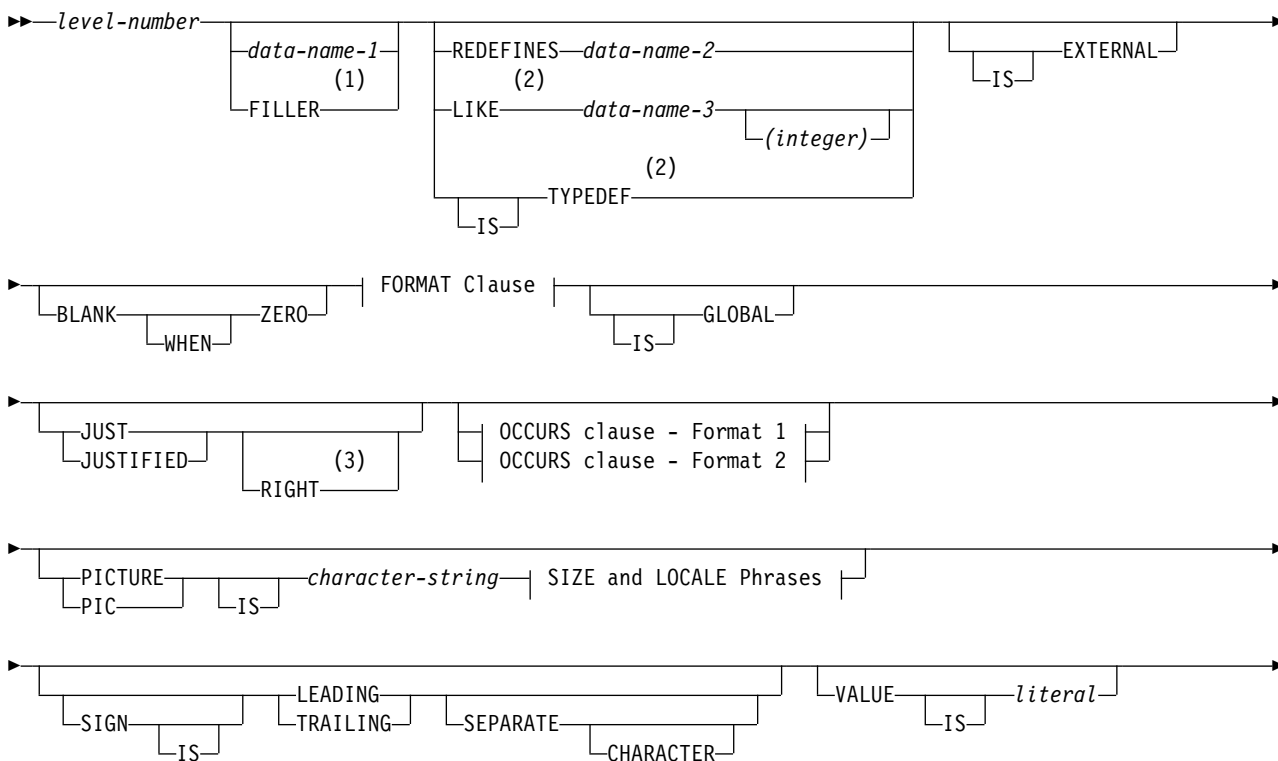 level-number
data-name-1
(1)
FILLER
REDEFINES data-name-2
(2)
LIKE data-name-3
(integer)
(2)
TYPEDEF
IS
EXTERNAL
IS
BLANK ZERO
WHEN
FORMAT Clause
GLOBAL
IS
JUST
JUSTIFIED
(3)
RIGHT
OCCURS clause - Format 1
OCCURS clause - Format 2
PICTURE
PIC
IS
character-string
SIZE and LOCALE Phrases
SIGN
IS
LEADING
TRAILING
SEPARATE
CHARACTER
VALUE literal
IS